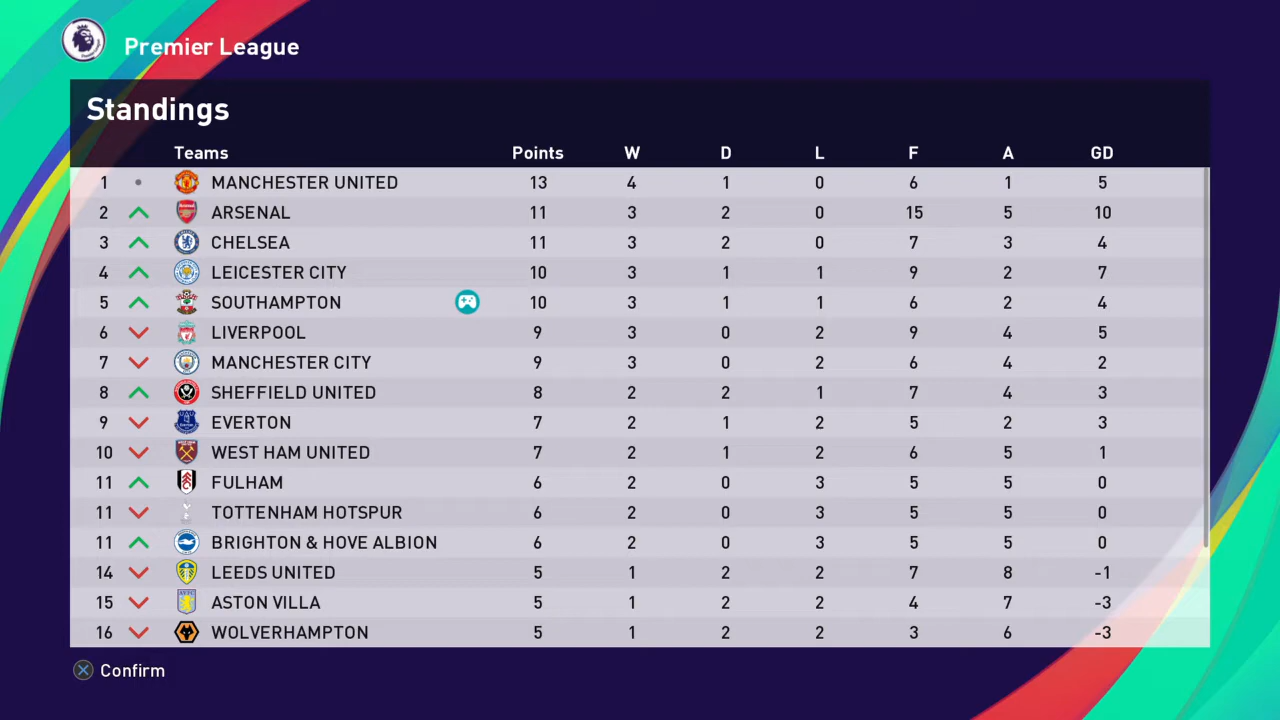 Premier League
Standings
Teams Points W D L F A GD
1 MANCHESTER UNITED 13 4 1 0 6 1 5
2 ARSENAL 11 3 2 0 15 5 10
3 CHELSEA 11 3 2 0 7 3 4
4 LEICESTER CITY 10 3 1 1 9 2 7
5 SOUTHAMPTON 10 3 1 1 6 2 4
6 LIVERPOOL 9 3 0 2 9 4 5
7 MANCHESTER CITY 9 3 0 2 6 4 2
8 SHEFFIELD UNITED 8 2 2 1 7 4 3
9 EVERTON 7 2 1 2 5 2 3
10 WEST HAM UNITED 7 2 1 2 6 5 1
11 FULHAM 6 2 0 3 5 5 0
11 TOTTENHAM HOTSPUR 6 2 0 3 5 5 0
11 BRIGHTON & HOVE ALBION 6 2 0 3 5 5 0
14 LEEDS UNITED 5 1 2 2 7 8 -1
15 ASTON VILLA 5 1 2 2 4 7 -3
16 WOLVERHAMPTON 5 1 2 2 3 6 -3
Confirm